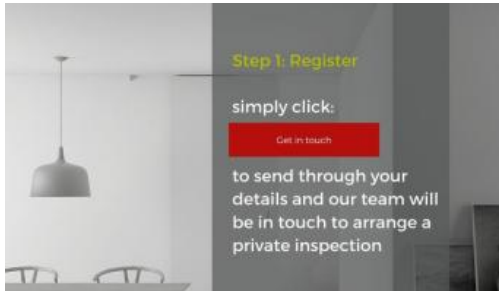 Step 1: Register
simply click:
Get in touch
to send through your
details and our team will
be in touch to arrange a
private inspection